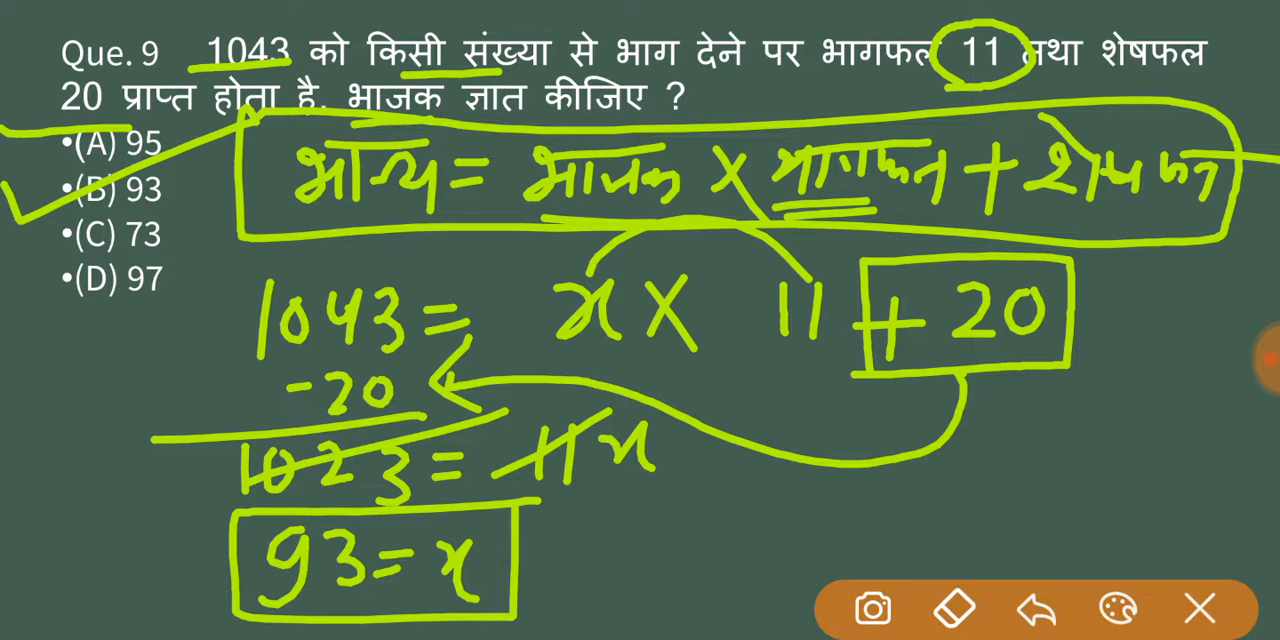 Que. 9 1043 को किसी संख्या से भाग देने पर भागफल 11 तथा शेषफल
20 प्राप्त होता है. भाजक ज्ञात कीजिए ?
•(A) 95
•(B) 93
•(C) 73
•(D) 97
भाज्य = भाजक X भागफल + शेषफल
1043 = x X 11 + 20
-20
1023 = 11x
93 = x